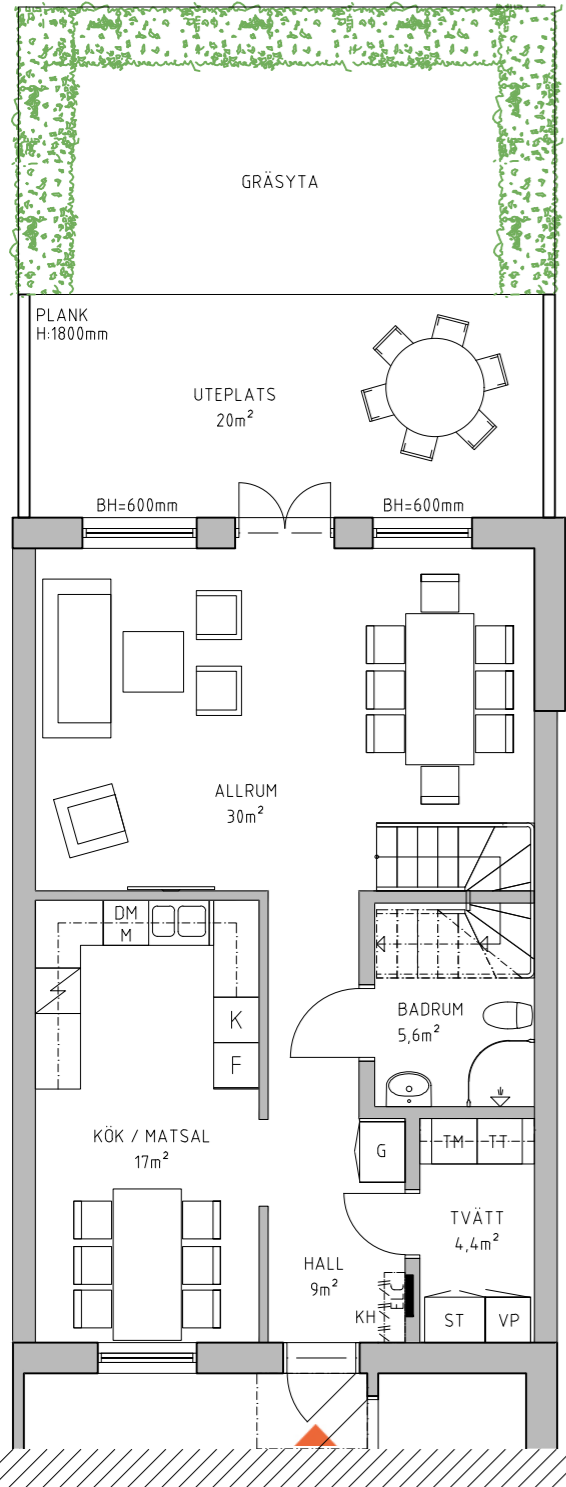 GRÄSYTA
PLANK
H:1800mm
UTEPLATS
20m²
BH=600mm
BH=600mm
ALLRUM
30m²
DM
M
K
F
BADRUM
5,6m²
KÖK / MATSAL
17m²
G
TM
TT
TVÄTT
4,4m²
HALL
9m²
ELC
KH
ST
VP